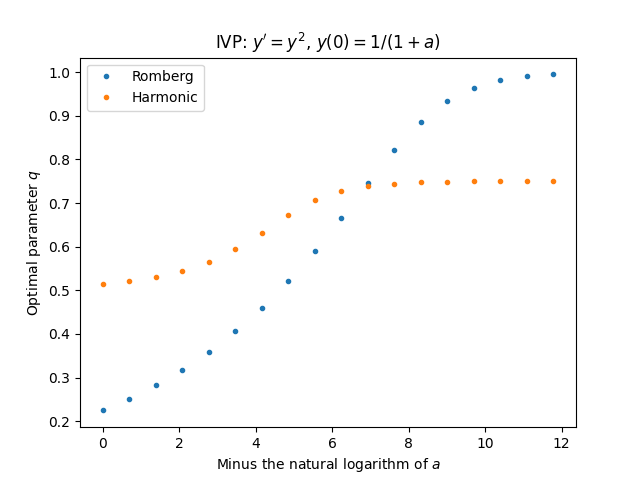 IVP: y′ = y², y(0) = 1/(1 + a)
Romberg
Harmonic
1.0
0.9
0.8
0.7
0.6
0.5
0.4
0.3
0.2
Optimal parameter q
0 2 4 6 8 10 12
Minus the natural logarithm of a